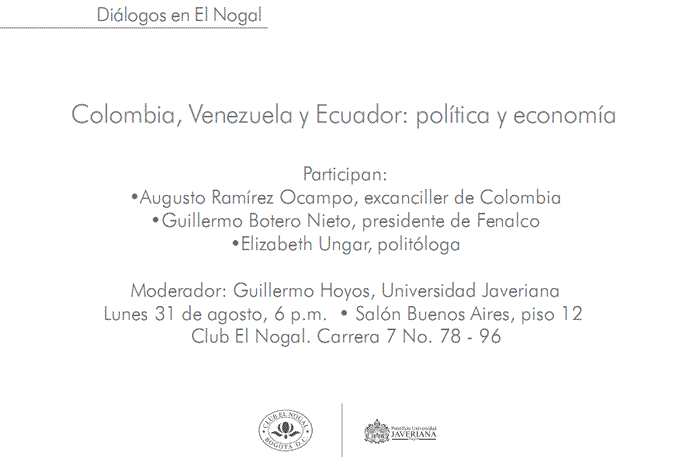 Diálogos en El Nogal
Colombia, Venezuela y Ecuador: política y economía
Participan:
•Augusto Ramírez Ocampo, excanciller de Colombia
•Guillermo Botero Nieto, presidente de Fenalco
•Elizabeth Ungar, politóloga
Moderador: Guillermo Hoyos, Universidad Javeriana
Lunes 31 de agosto, 6 p.m. • Salón Buenos Aires, piso 12
Club El Nogal. Carrera 7 No. 78 - 96
CLUB EL NOGAL
BOGOTA D.C.
Pontificia Universidad
JAVERIANA